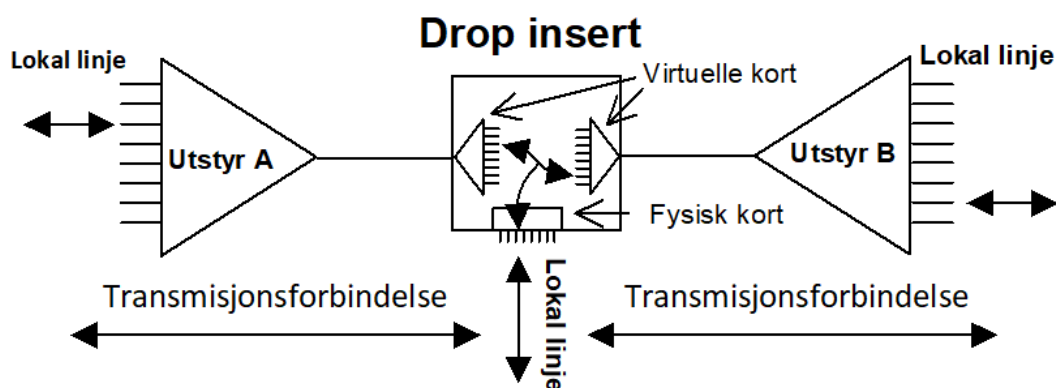 Drop insert
Lokal linje
Lokal linje
Virtuelle kort
Utstyr A
Utstyr B
Fysisk kort
Transmisjonsforbindelse
Lokal linje
Transmisjonsforbindelse